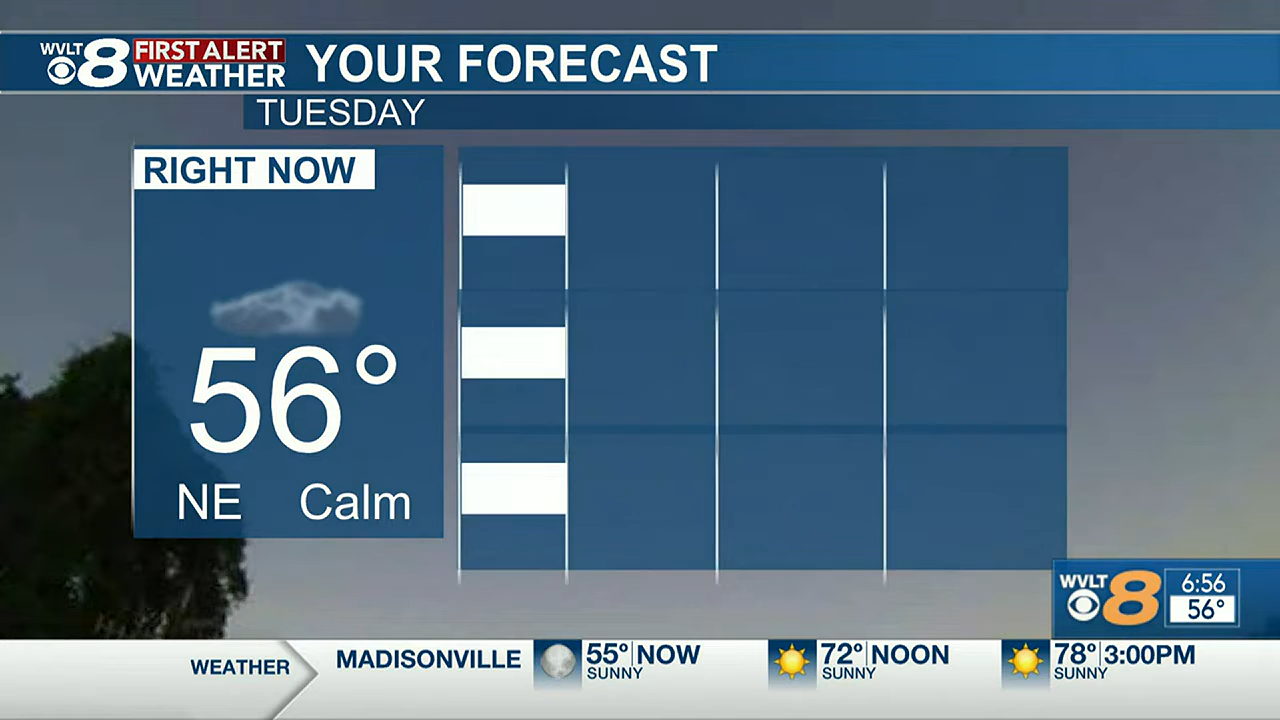 WVLT 8 FIRST ALERT WEATHER
YOUR FORECAST
TUESDAY
RIGHT NOW
56°
NE Calm
WVLT 8
6:56
56°
WEATHER
MADISONVILLE
55° NOW
SUNNY
72° NOON
SUNNY
78° 3:00PM
SUNNY